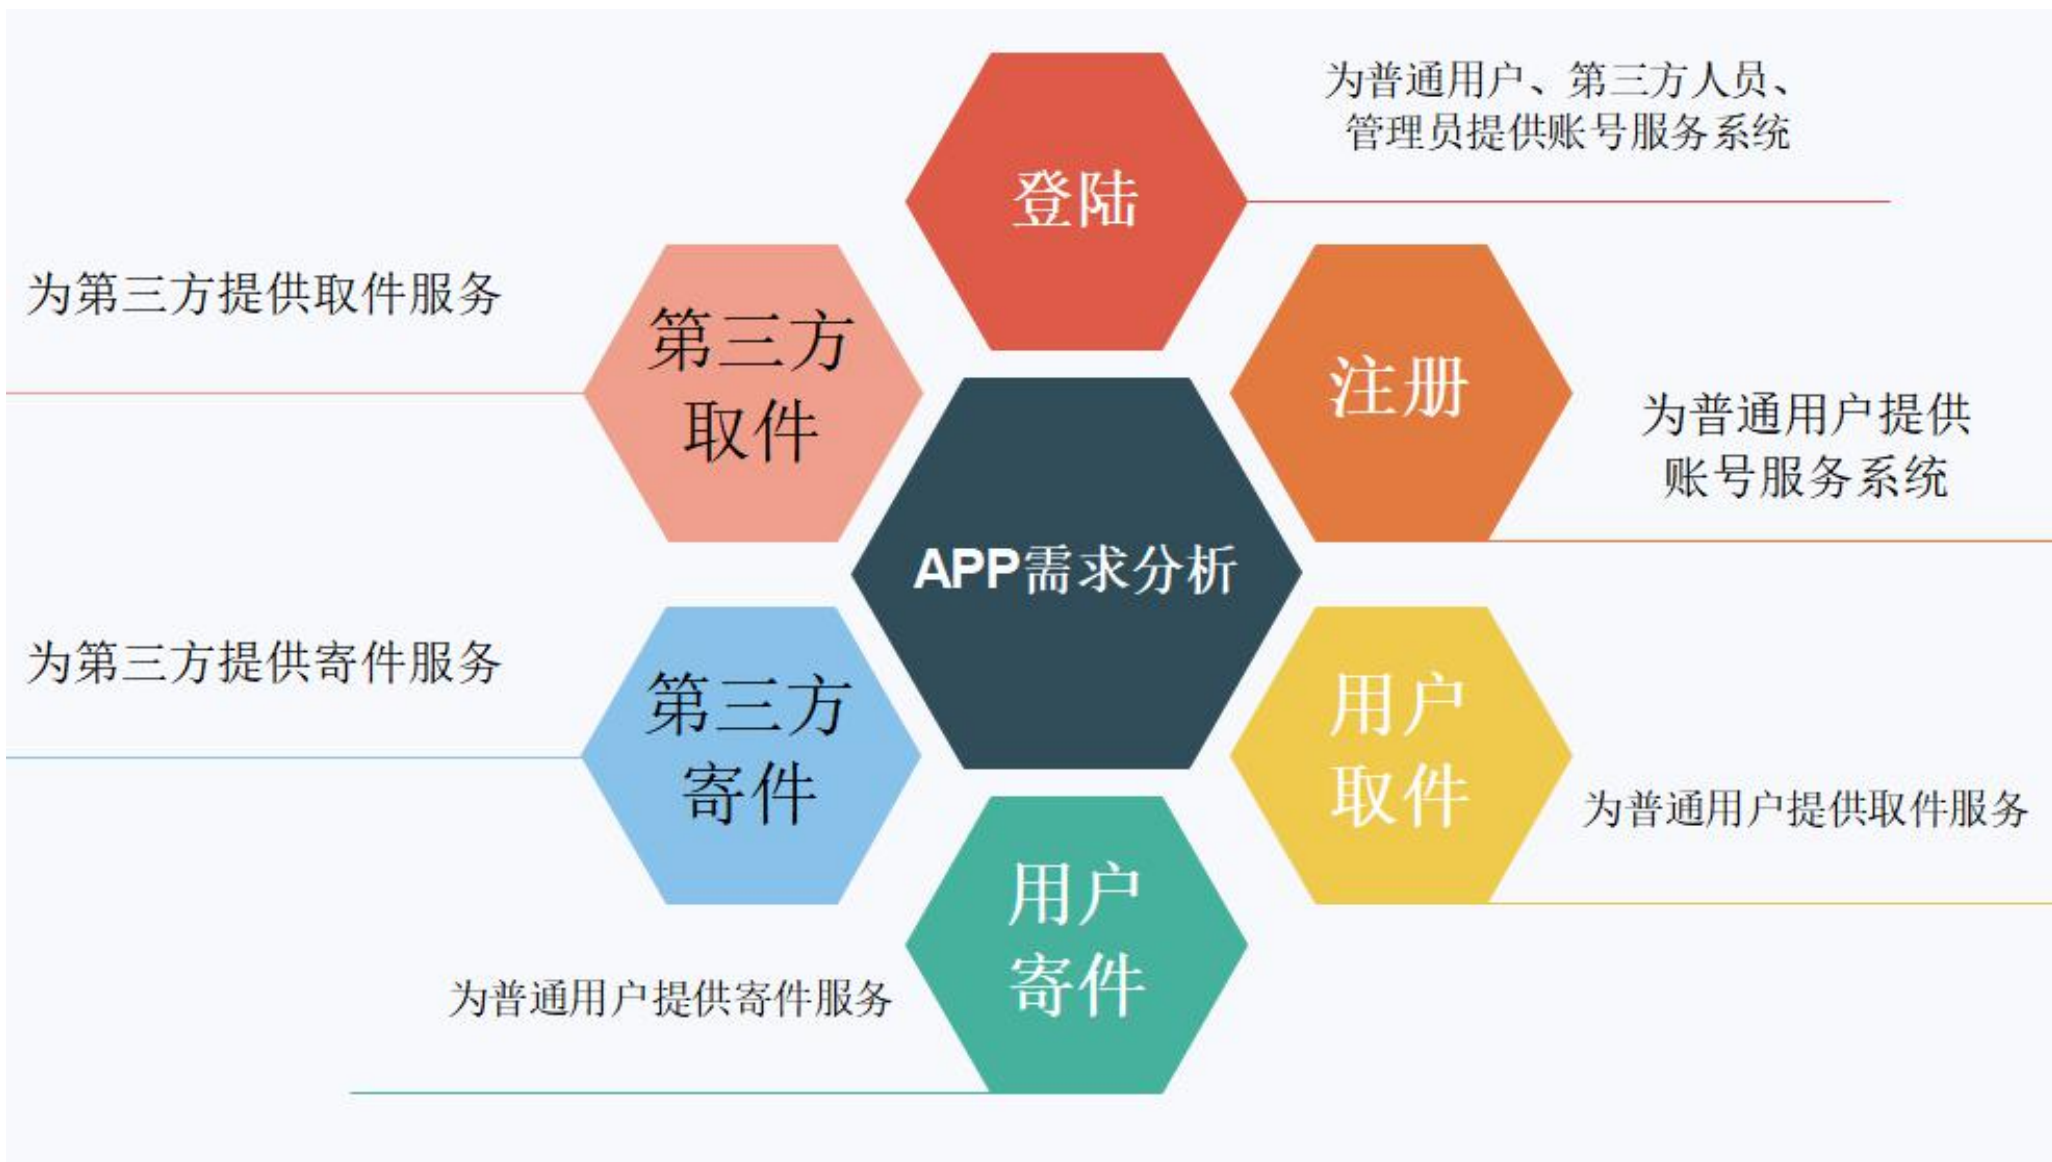 为普通用户、第三方人员、
管理员提供账号服务系统
登陆
为第三方提供取件服务
第三方
取件
注册
为普通用户提供
账号服务系统
APP需求分析
为第三方提供寄件服务
第三方
寄件
用户
取件
为普通用户提供取件服务
用户
寄件
为普通用户提供寄件服务